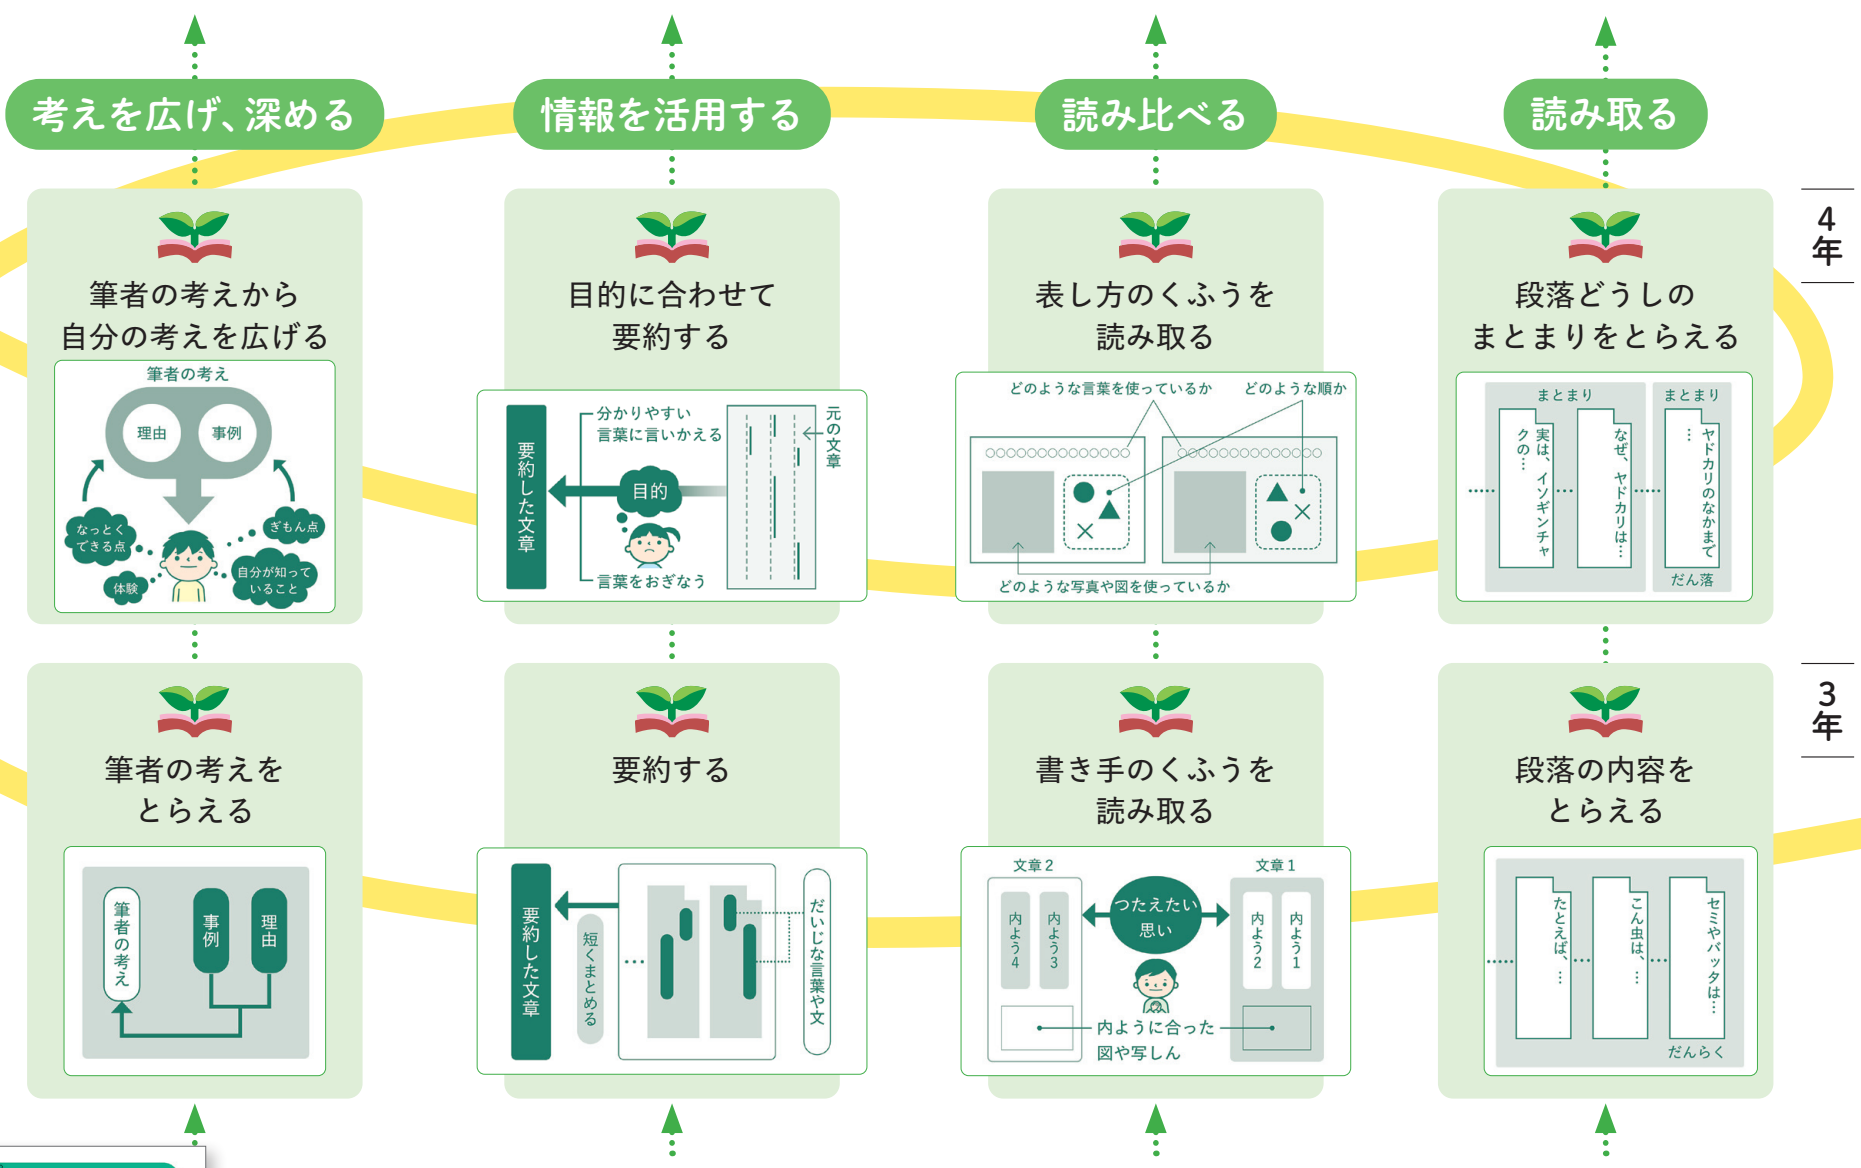 考えを広げ、深める
情報を活用する
読み比べる
読み取る
4年
筆者の考えから
自分の考えを広げる
筆者の考え
理由
事例
なっとく
できる点
ぎもん点
体験
自分が知って
いること
目的に合わせて
要約する
要約した文章
分かりやすい
言葉に言いかえる
目的
言葉をおぎなう
元の文章
表し方のくふうを
読み取る
どのような言葉を使っているか
どのような順か
○○○○○○○○○○○○○○
○○○○○○○○○○○○○○
どのような写真や図を使っているか
段落どうしの
まとまりをとらえる
まとまり
まとまり
ヤドカリのなかまで
…
なぜ、ヤドカリは…
実は、イソギンチャ
クの…
だん落
3年
筆者の考えを
とらえる
筆者の考え
事例
理由
要約する
要約した文章
短くまとめる
…
だいじな言葉や文
書き手のくふうを
読み取る
文章2
文章1
つたえたい
思い
内よう1
内よう2
内よう3
内よう4
内ように合った
図や写しん
段落の内容を
とらえる
セミやバッタは…
こん虫は、…
たとえば、…
だんらく